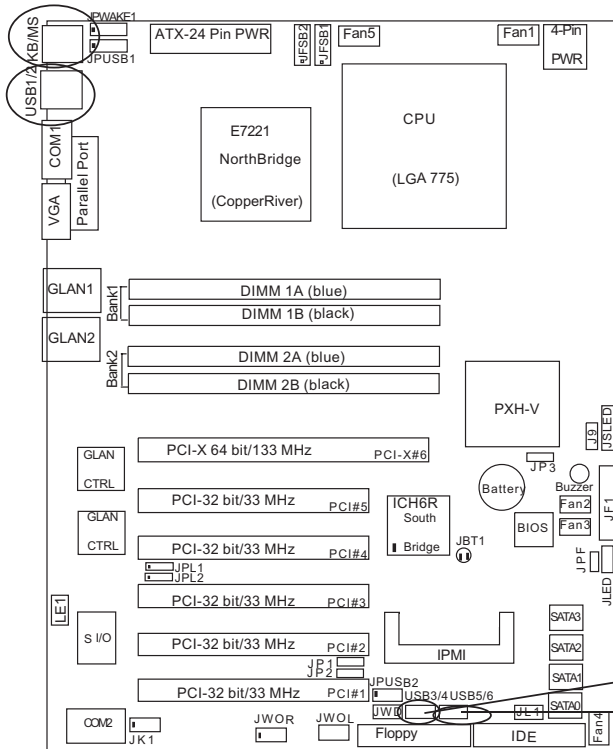 JPWAKE1
JPUSB1
KB/MS
USB1/2
ATX-24 Pin PWR
JFSB2
JFSB1
Fan5
Fan1
4-Pin
PWR
COM1
VGA
Parallel Port
E7221
NorthBridge
(CopperRiver)
CPU
(LGA 775)
GLAN1
GLAN2
Bank1
DIMM 1A (blue)
DIMM 1B (black)
Bank2
DIMM 2A (blue)
DIMM 2B (black)
PXH-V
J9
JSLED
JP3
GLAN
CTRL
PCI-X 64 bit/133 MHz
PCI-X#6
PCI-32 bit/33 MHz
PCI#5
GLAN
CTRL
PCI-32 bit/33 MHz
PCI#4
ICH6R
South
Bridge
Battery
Buzzer
BIOS
Fan2
Fan3
JF1
JBT1
JPF
JLED
JPL1
JPL2
PCI-32 bit/33 MHz
PCI#3
LE1
S I/O
PCI-32 bit/33 MHz
PCI#2
JP1
JP2
IPMI
SATA3
SATA2
SATA1
SATA0
PCI-32 bit/33 MHz
PCI#1
JPUSB2
USB3/4
USB5/6
JWD
JL1
COM2
JK1
JWOR
JWOL
Floppy
IDE
Fan4